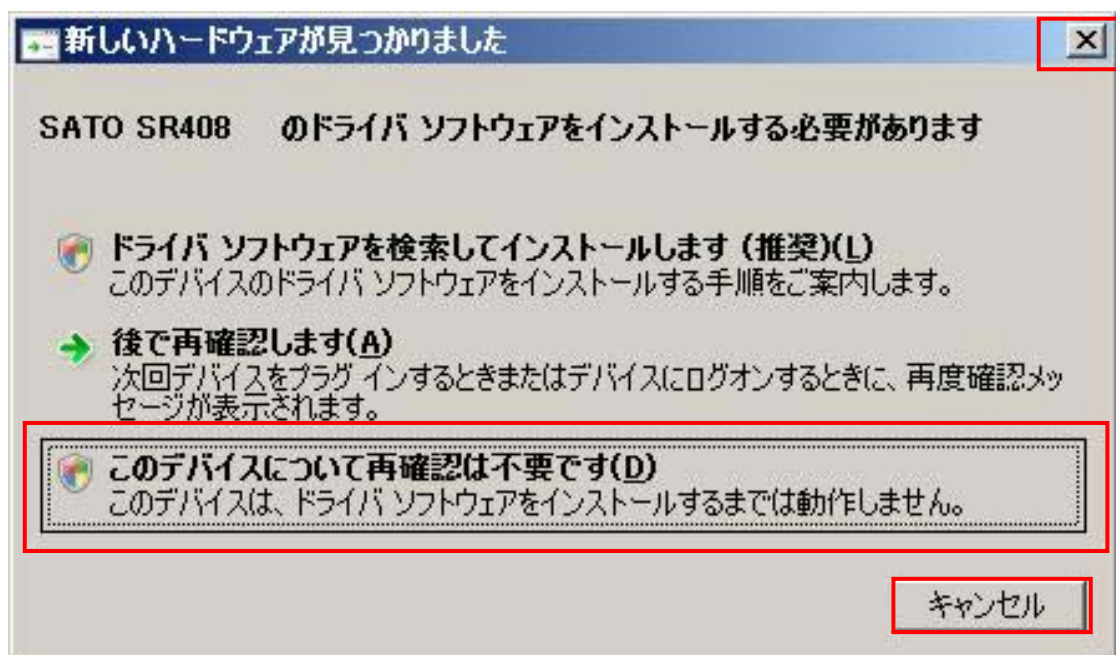 新しいハードウェアが見つかりました
SATO SR408 のドライバ ソフトウェアをインストールする必要があります
ドライバ ソフトウェアを検索してインストールします (推奨)(L)
このデバイスのドライバ ソフトウェアをインストールする手順をご案内します。
後で再確認します(A)
次回デバイスをプラグ インするときまたはデバイスにログオンするときに、再度確認メッ
セージが表示されます。
このデバイスについて再確認は不要です(D)
このデバイスは、ドライバ ソフトウェアをインストールするまでは動作しません。
キャンセル